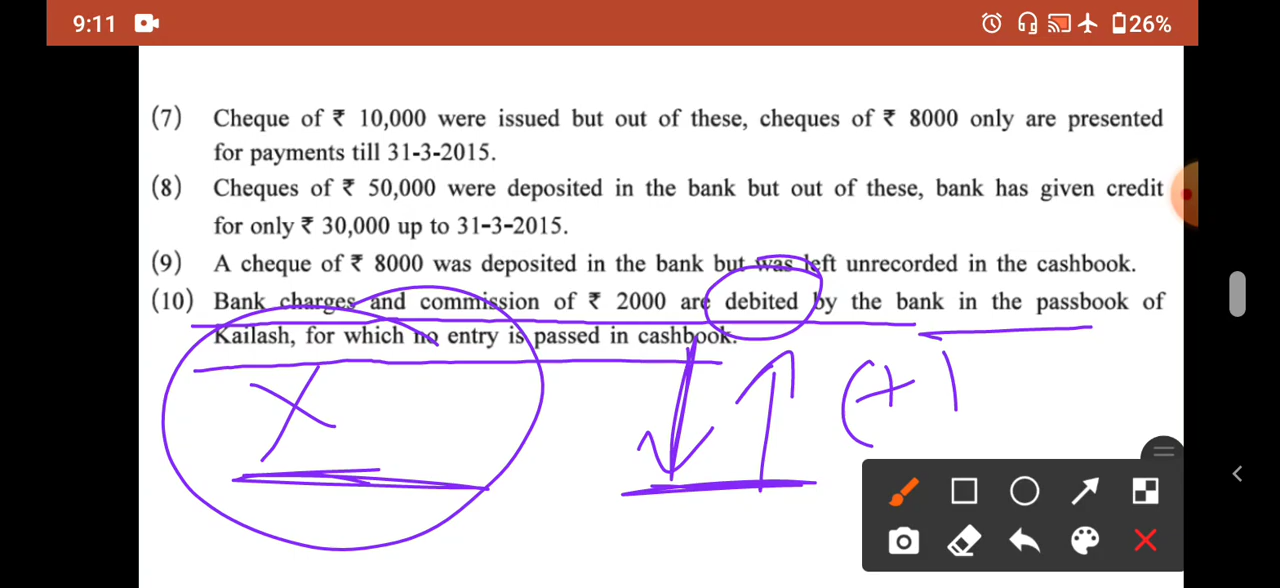 9:11
26%
(7) Cheque of ₹ 10,000 were issued but out of these, cheques of ₹ 8000 only are presented
for payments till 31-3-2015.
(8) Cheques of ₹ 50,000 were deposited in the bank but out of these, bank has given credit
for only ₹ 30,000 up to 31-3-2015.
(9) A cheque of ₹ 8000 was deposited in the bank but was left unrecorded in the cashbook.
(10) Bank charges and commission of ₹ 2000 are debited by the bank in the passbook of
Kailash, for which no entry is passed in cashbook.
X ↓ ↑ (+)